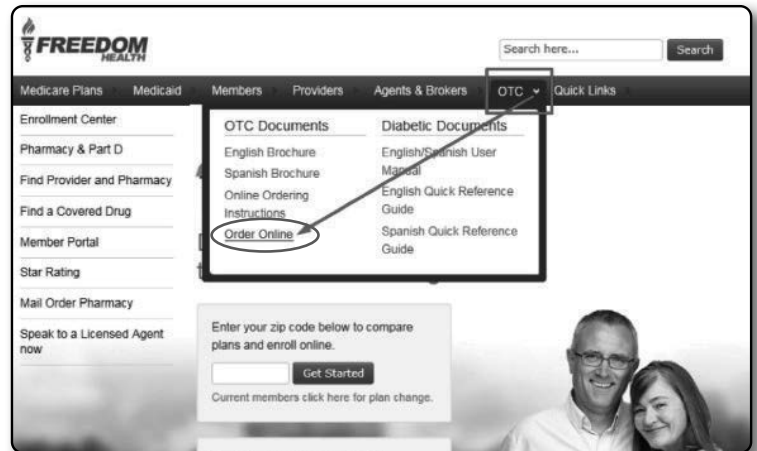 FREEDOM
HEALTH
Search here...
Search
Medicare Plans
Medicaid
Members
Providers
Agents & Brokers
OTC
Quick Links
Enrollment Center
Pharmacy & Part D
Find Provider and Pharmacy
Find a Covered Drug
Member Portal
Star Rating
Mail Order Pharmacy
Speak to a Licensed Agent
now
OTC Documents
English Brochure
Spanish Brochure
Online Ordering
Instructions
Order Online
Diabetic Documents
English/Spanish User
Manual
English Quick Reference
Guide
Spanish Quick Reference
Guide
Enter your zip code below to compare
plans and enroll online.
Get Started
Current members click here for plan change.